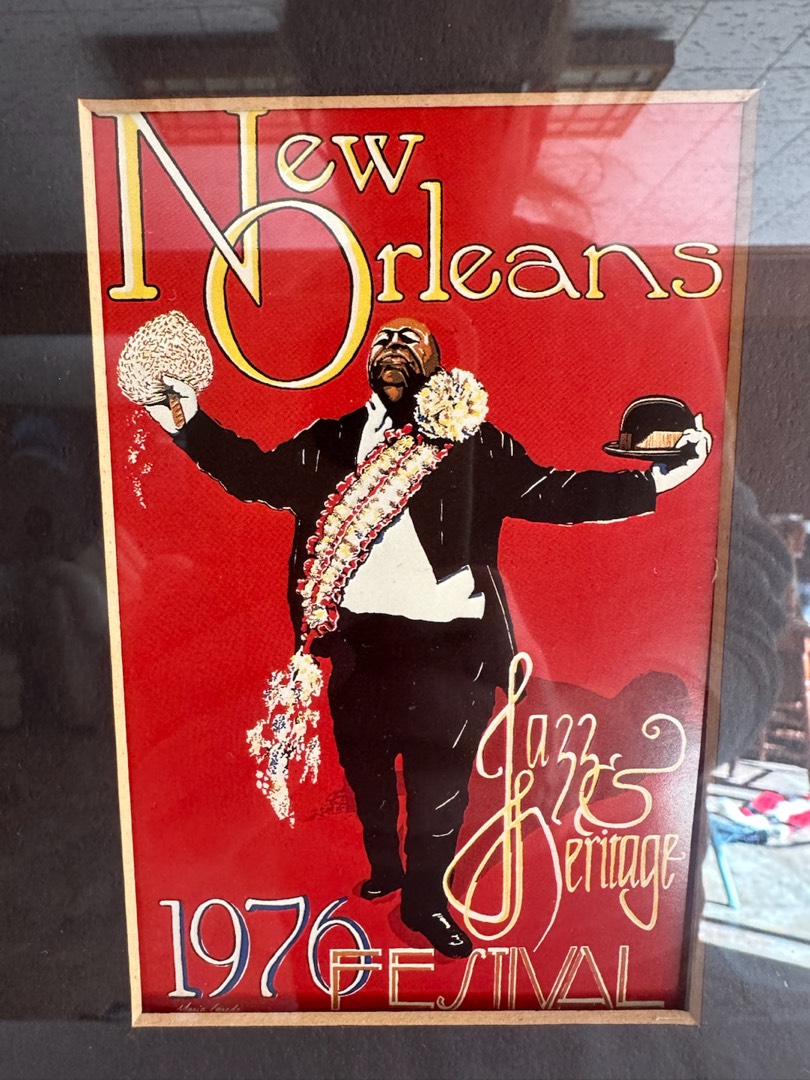 New
Orleans
Jazz &
Heritage
1976 FESTIVAL